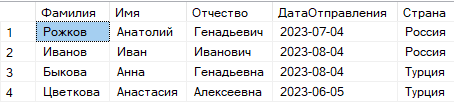 Фамилия Имя Отчество ДатаОтправления Страна
1 Рожков Анатолий Генадьевич 2023-07-04 Россия
2 Иванов Иван Иванович 2023-08-04 Россия
3 Быкова Анна Генадьевна 2023-08-04 Турция
4 Цветкова Анастасия Алексеевна 2023-06-05 Турция